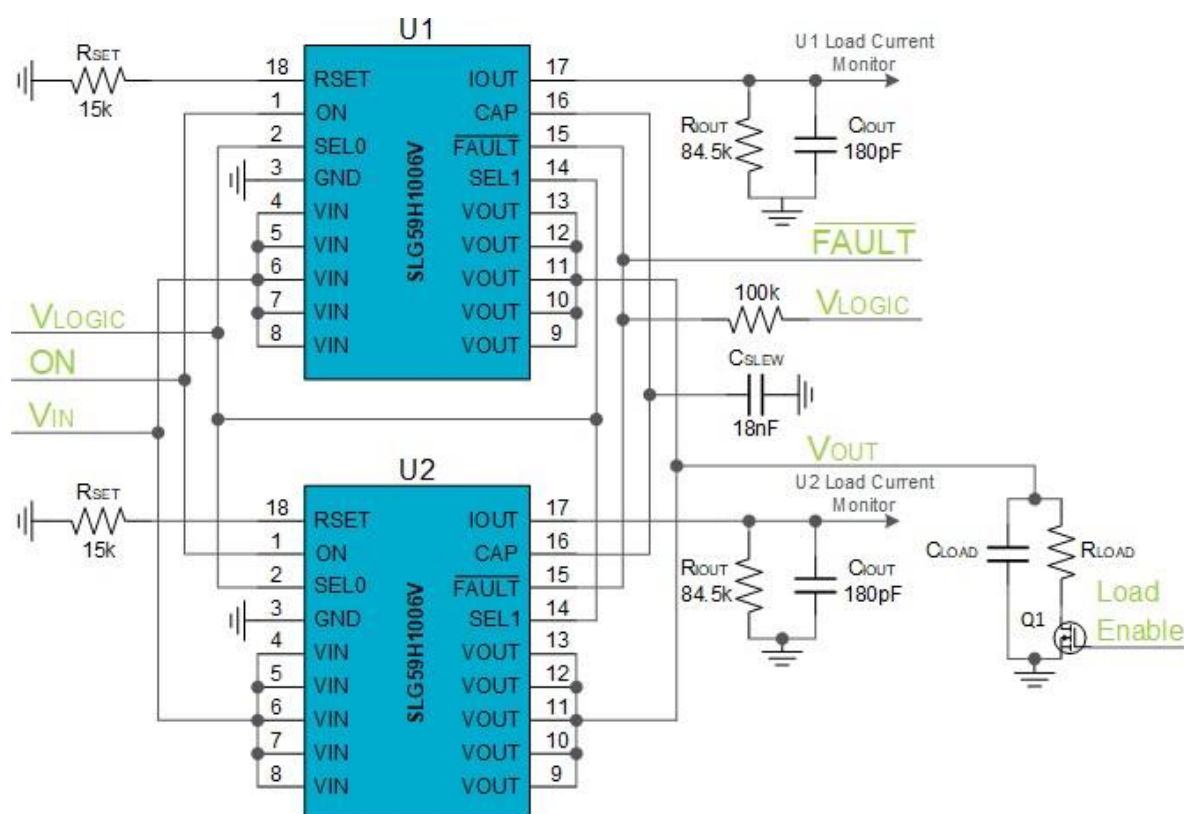 U1
RSET
15k
18
1
2
3
4
5
6
7
8
RSET
ON
SEL0
GND
VIN
VIN
VIN
VIN
VIN
SLG59H1006V
IOUT
CAP
FAULT
SEL1
VOUT
VOUT
VOUT
VOUT
VOUT
17
16
15
14
13
12
11
10
9
U1 Load Current
Monitor
RIOUT
84.5k
CIOUT
180pF
FAULT
100k
VLOGIC
CSLEW
18nF
VLOGIC
ON
VIN
VOUT
U2
RSET
15k
18
1
2
3
4
5
6
7
8
RSET
ON
SEL0
GND
VIN
VIN
VIN
VIN
VIN
SLG59H1006V
IOUT
CAP
FAULT
SEL1
VOUT
VOUT
VOUT
VOUT
VOUT
17
16
15
14
13
12
11
10
9
U2 Load Current
Monitor
RIOUT
84.5k
CIOUT
180pF
CLOAD
RLOAD
Q1
Load
Enable